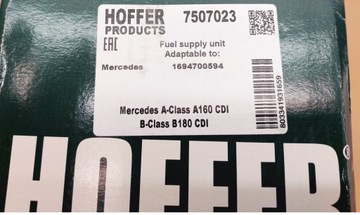 HOFFER 7507023
PRODUCTS
EAC Fuel supply unit
Adaptable to:
Mercedes 1694700594
Mercedes A-Class A160 CDI
B-Class B180 CDI
8033419531659
HOFFER